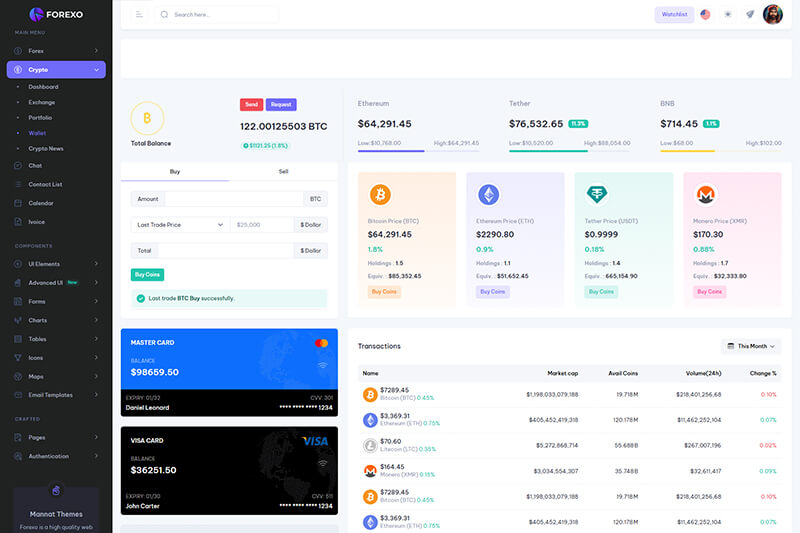 FOREXO
Search here..
Watchlist
MAIN MENU
Forex
Crypto
Dashboard
Exchange
Portfolio
Wallet
Crypto News
Chat
Contact List
Calendar
Ivoice
COMPONENTS
UI Elements
Advanced UI New
Forms
Charts
Tables
Icons
Maps
Email Templates
CRAFTED
Pages
Authentication
Mannat Themes
Forexo is a high quality web
Total Balance
Send Request
122.00125503 BTC
$1121.25 (1.8%)
Ethereum
$64,291.45
Low:$10,768.00 High:$64,291.45
Tether
$76,532.65 11.3%
Low:$10,520.00 High:$88,054.00
BNB
$714.45 1.1%
Low:$68.00 High:$102.00
Buy Sell
Amount BTC
Last Trade Price $25,000 $ Dollor
Total $ Dollor
Buy Coins
Last trade BTC Buy successfully.
Bitcoin Price (BTC)
$64,291.45
1.8%
Holdings : 1.5
Equiv. : $85,352.45
Buy Coins
Ethereum Price (ETH)
$2290.80
0.9%
Holdings : 1.1
Equiv. : $51,652.45
Buy Coins
Tether Price (USDT)
$0.9999
0.18%
Holdings : 1.4
Equiv. : 665,154.90
Buy Coins
Monero Price (XMR)
$170.30
0.88%
Holdings : 1.7
Equiv. : $32,333.80
Buy Coins
MASTER CARD
BALANCE
$98659.50
EXPIRY: 01/32 CVV: 301
Daniel Leonard **** **** **** 1234
VISA CARD VISA
BALANCE
$36251.50
EXPIRY: 01/30 CVV: 511
John Carter **** **** **** 1234
Transactions This Month
Name Market cap Avail Coins Volume(24h) Change %
$7289.45
Bitcoin (BTC) 0.45% $1,198,033,079,188 19.718M $218,401,256,68 0.10%
$3,369.31
Ethereum (ETH) 0.75% $405,452,419,318 120.178M $11,462,252,104 0.07%
$70.60
Litecoin (LTC) 0.35% $5,272,868,714 55.688B $267,007,196 0.02%
$164.45
Monero (XMR) 0.15% $3,034,554,307 35.748B $32,611,417 0.09%
$7289.45
Bitcoin (BTC) 0.45% $1,198,033,079,188 19.718M $218,401,256,68 0.10%
$3,369.31
Ethereum (ETH) 0.75% $405,452,419,318 120.178M $11,462,252,104 0.07%